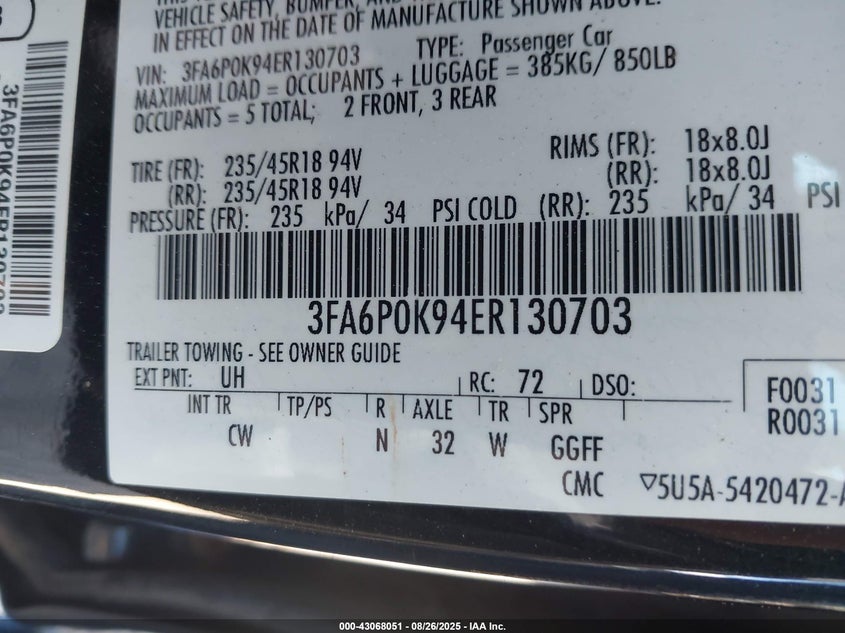 VEHICLE SAFETY, BUMPER, AND
IN EFFECT ON THE DATE OF MANUFACTURE SHOWN ABOVE.
VIN: 3FA6P0K94ER130703 TYPE: Passenger Car
MAXIMUM LOAD = OCCUPANTS + LUGGAGE = 385KG/ 850LB
OCCUPANTS = 5 TOTAL; 2 FRONT, 3 REAR
TIRE (FR): 235/45R18 94V RIMS (FR): 18x8.0J
(RR): 235/45R18 94V (RR): 18x8.0J
PRESSURE (FR): 235 kPa/ 34 PSI COLD (RR): 235 kPa/ 34 PSI
3FA6P0K94ER130703
3FA6P0K94ER130703
TRAILER TOWING - SEE OWNER GUIDE
EXT PNT: UH RC: 72 DSO: F0031
INT TR TP/PS R AXLE TR SPR R0031
CW N 32 W GGFF
CMC ▽5U5A-5420472-A
000-43068051 | 08/26/2025 - IAA Inc.